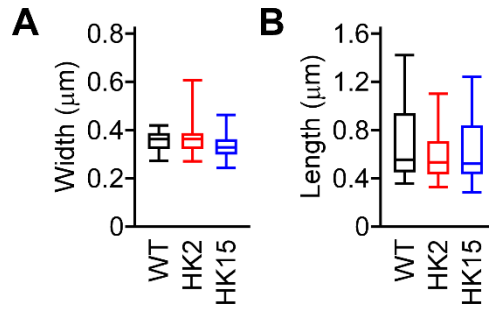 A
Width (μm)
0.8
0.6
0.4
0.2
0
WT
HK2
HK15
B
Length (μm)
1.6
1.2
0.8
0.4
0
WT
HK2
HK15